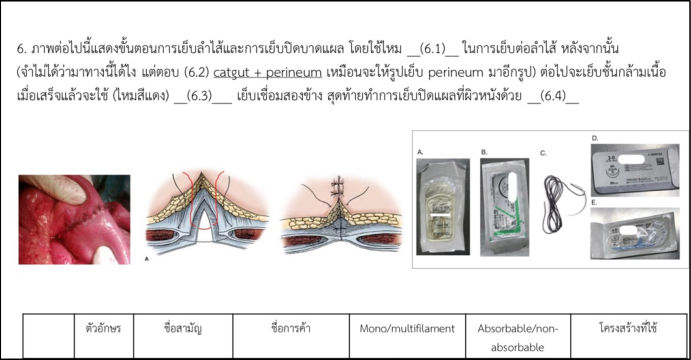 6. ภาพต่อไปนี้แสดงขั้นตอนการเย็บลำไส้และการเย็บปิดบาดแผล โดยใช้ไหม __(6.1)__ ในการเย็บต่อลำไส้ หลังจากนั้น
(จำไม่ได้ว่ามาทางนี้ได้ไง แต่ตอบ (6.2) catgut + perineum เหมือนจะให้รูปเย็บ perineum มาอีกรูป) ต่อไปจะเย็บชั้นกล้ามเนื้อ
เมื่อเสร็จแล้วจะใช้ (ไหมสีแดง) __(6.3)___ เย็บเชื่อมสองข้าง สุดท้ายทำการเย็บปิดแผลที่ผิวหนังด้วย __(6.4)__
A.
B.
C.
D.
E.
A
ตัวอักษร ชื่อสามัญ ชื่อการค้า Mono/multifilament Absorbable/non-absorbable โครงสร้างที่ใช้